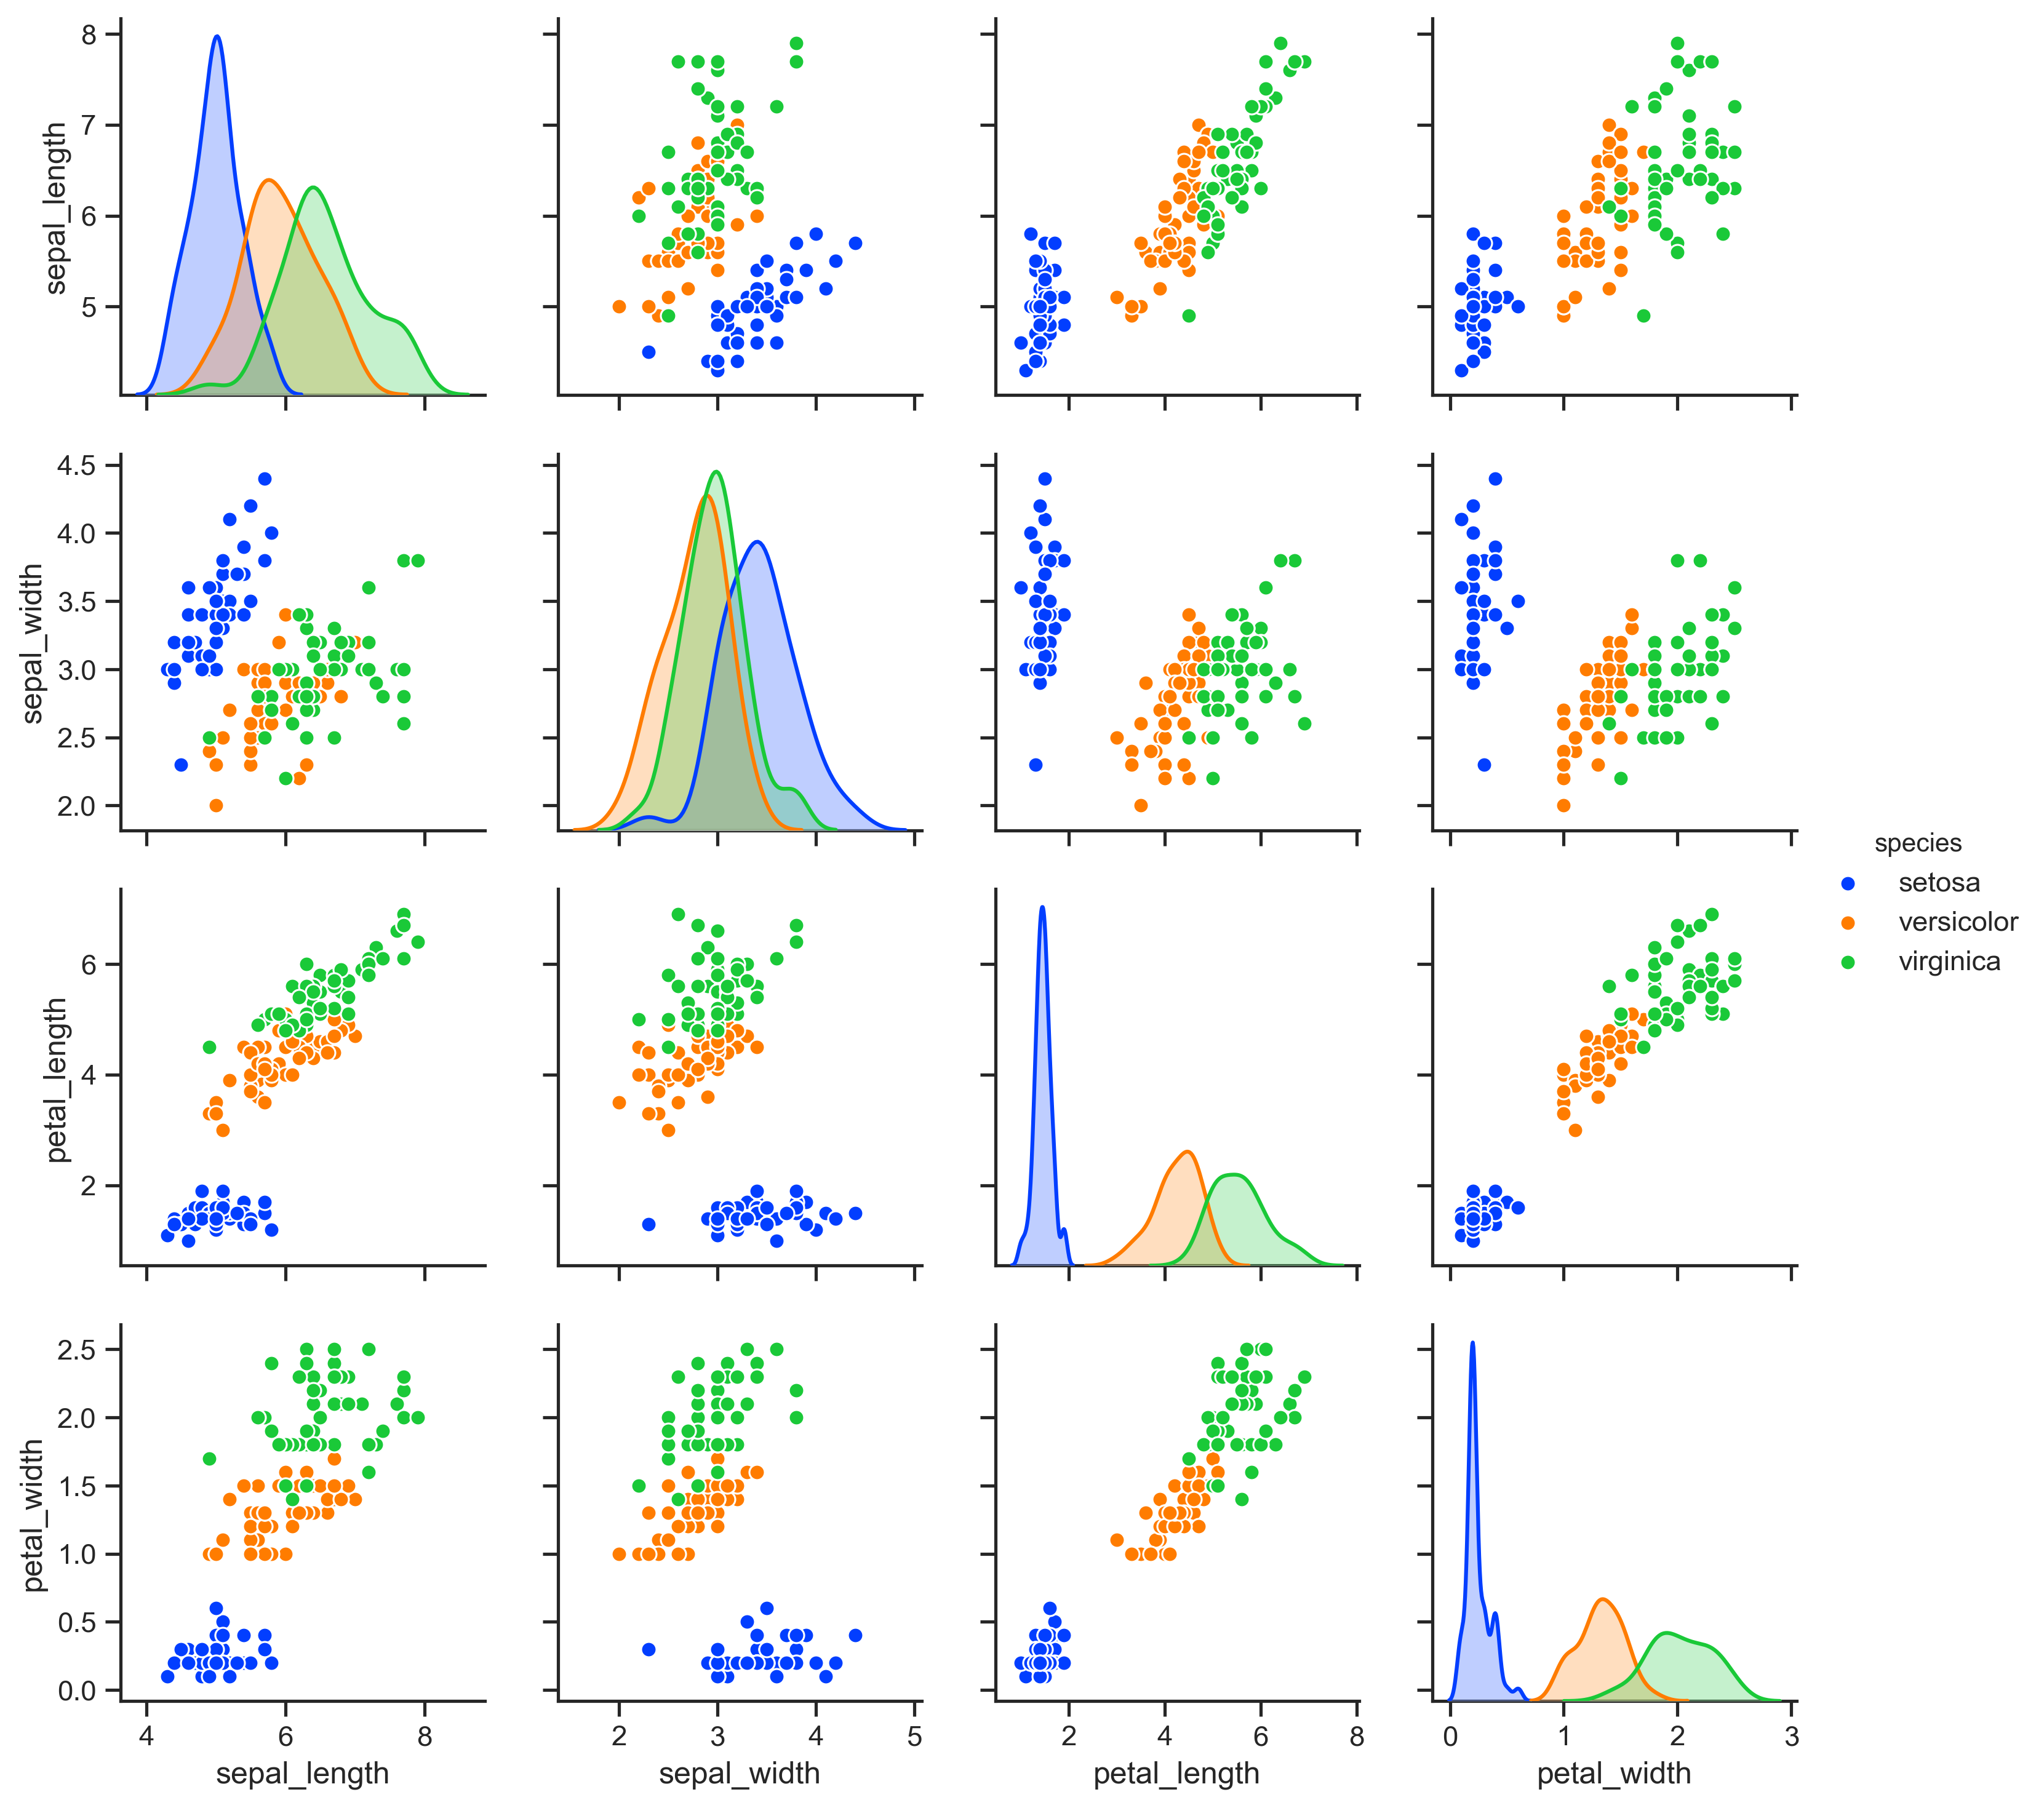 8
7
6
5
sepal_length
4.5
4.0
3.5
3.0
2.5
2.0
sepal_width
species
setosa
versicolor
virginica
6
4
2
petal_length
2.5
2.0
1.5
1.0
0.5
0.0
petal_width
4 6 8
2 3 4 5
2 4 6 8
0 1 2 3
sepal_length
sepal_width
petal_length
petal_width